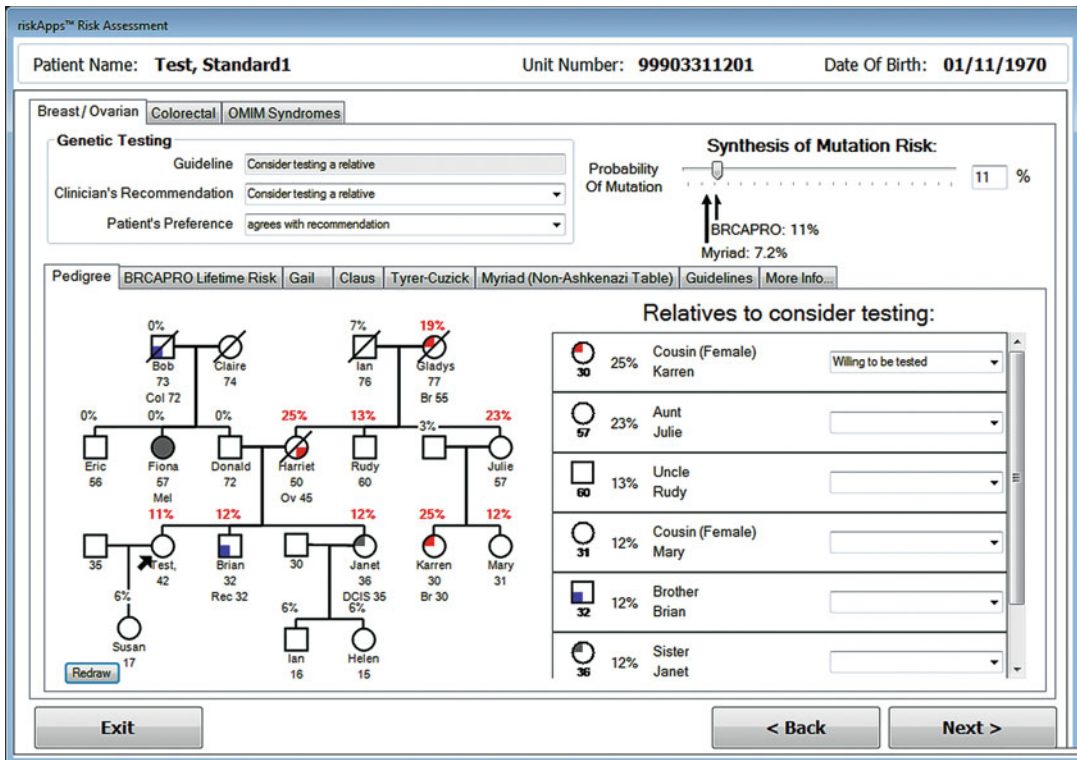 riskApps™ Risk Assessment
Patient Name: Test, Standard1 Unit Number: 99903311201 Date Of Birth: 01/11/1970
Breast/Ovarian Colorectal OMIM Syndromes
Genetic Testing
Guideline Consider testing a relative
Clinician's Recommendation Consider testing a relative
Patient's Preference agrees with recommendation
Synthesis of Mutation Risk:
Probability
Of Mutation
11 %
BRCAPRO: 11%
Myriad: 7.2%
Pedigree BRCAPRO Lifetime Risk Gail Claus Tyrer-Cuzick Myriad (Non-Ashkenazi Table) Guidelines More Info...
0% 7% 19%
Bob Claire Ian Gladys
73 74 76 77
Col 72 Br 55
0% 0% 0% 25% 13% 3% 23%
Eric Fiona Donald Harriet Rudy Julie
56 57 72 50 60 57
Mel Ov 45
11% 12% 12% 25% 12%
35 Test, Brian 30 Janet Karren Mary
42 32 36 30 31
Rec 32 DCIS 35 Br 30
6% 6% 6%
Susan Ian Helen
17 16 15
Redraw
Relatives to consider testing:
30 25% Cousin (Female)
Karren
Willing to be tested
57 23% Aunt
Julie
60 13% Uncle
Rudy
31 12% Cousin (Female)
Mary
32 12% Brother
Brian
36 12% Sister
Janet
Exit < Back Next >